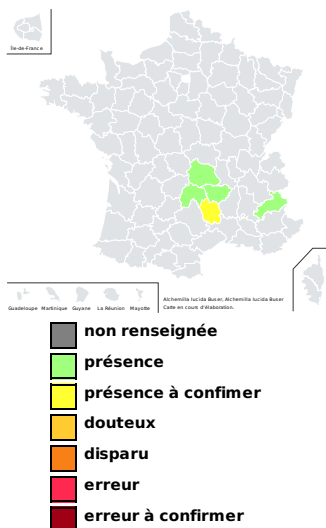 Île-de-France
Guadeloupe Martinique Guyane La Réunion Mayotte
Alchemilla lucida Buser, Alchemilla lucida Buser
Carte en cours d'élaboration.
non renseignée
présence
présence à confimer
douteux
disparu
erreur
erreur à confirmer